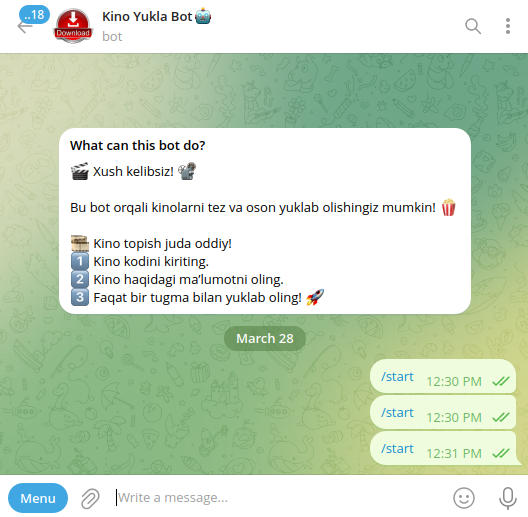 ..18
Kino Yukla Bot🤖
bot
Download
What can this bot do?
🎬 Xush kelibsiz! 📽
Bu bot orqali kinolarni tez va oson yuklab olishingiz mumkin! 🍿
Kino topish juda oddiy!
1️⃣ Kino kodini kiriting.
2️⃣ Kino haqidagi ma’lumotni oling.
3️⃣ Faqat bir tugma bilan yuklab oling! 🚀
March 28
/start 12:30 PM
/start 12:30 PM
/start 12:31 PM
Menu
Write a message...